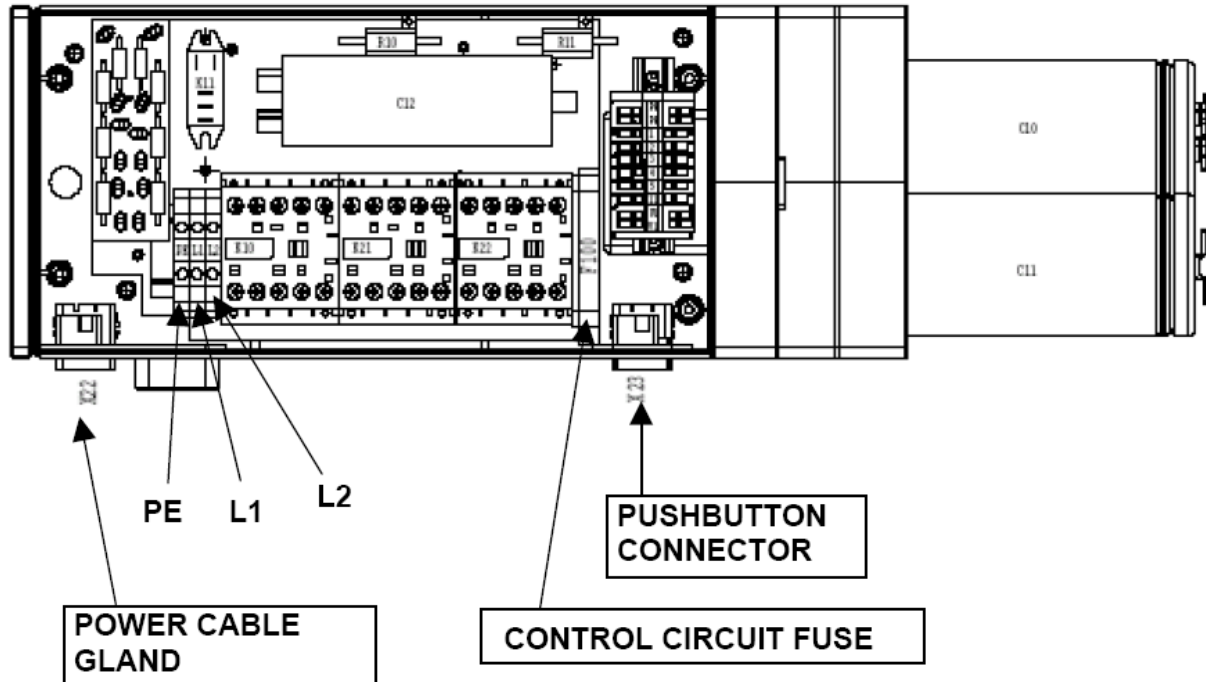 R10
R11
K11
C12
C10
PE L1 L2
K10
K21
K22
F100
C11
X22
X23
PE
L1
L2
PUSHBUTTON
CONNECTOR
POWER CABLE
GLAND
CONTROL CIRCUIT FUSE